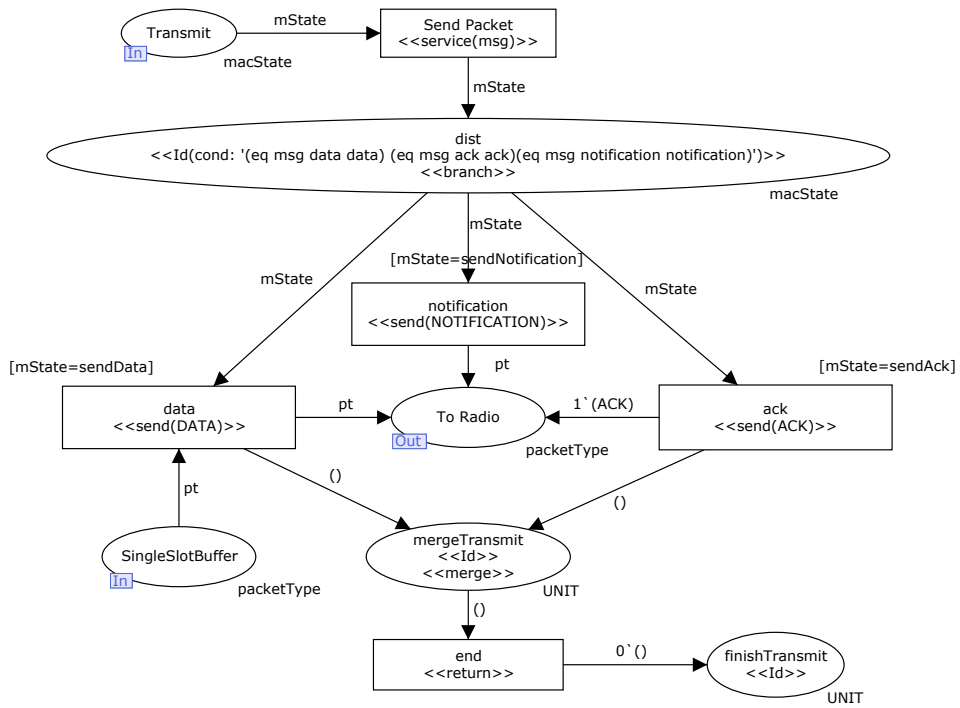 mState
Transmit
In
macState
Send Packet
<<service(msg)>>
mState
dist
<<Id(cond: '(eq msg data data) (eq msg ack ack)(eq msg notification notification)')>>
<<branch>>
macState
mState
[mState=sendNotification]
mState
mState
notification
<<send(NOTIFICATION)>>
[mState=sendData]
pt
[mState=sendAck]
data
<<send(DATA)>>
pt
To Radio
Out
packetType
1`(ACK)
ack
<<send(ACK)>>
()
pt
()
SingleSlotBuffer
In
packetType
mergeTransmit
<<Id>>
<<merge>>
UNIT
()
end
<<return>>
0`()
finishTransmit
<<Id>>
UNIT